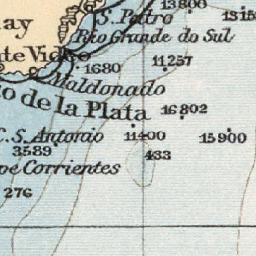 13800
S. Pedro
1315
ay
Rio Grande do Sul
te Video
11257
1680
Maldonado
o de la Plata
16802
C. S. Antonio
11400
15900
3589
433
pe Corrientes
276